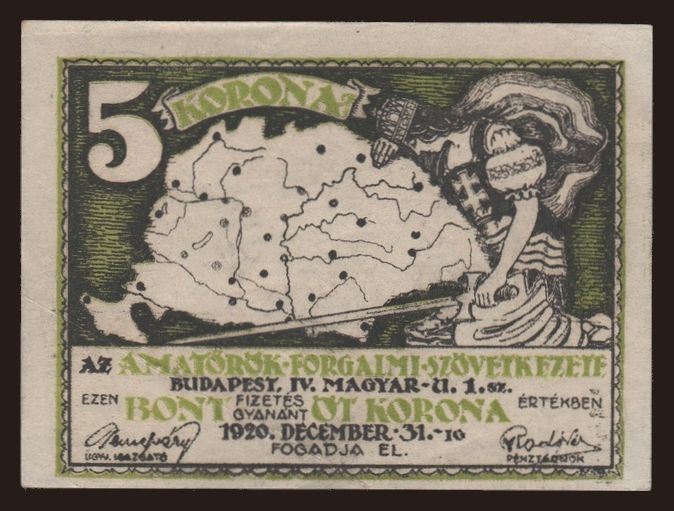 5 KORONA
AZ AMATŐRÖK·FORGALMI·SZÖVETKEZETE
BUDAPEST, IV. MAGYAR-U. 1. SZ.
EZEN BONT FIZETÉS GYANÁNT ÖT KORONA ÉRTÉKBEN
1920. DECEMBER·31.-IG
FOGADJA EL.
ÜGYV. IGAZGATÓ
PÉNZTÁRNOK